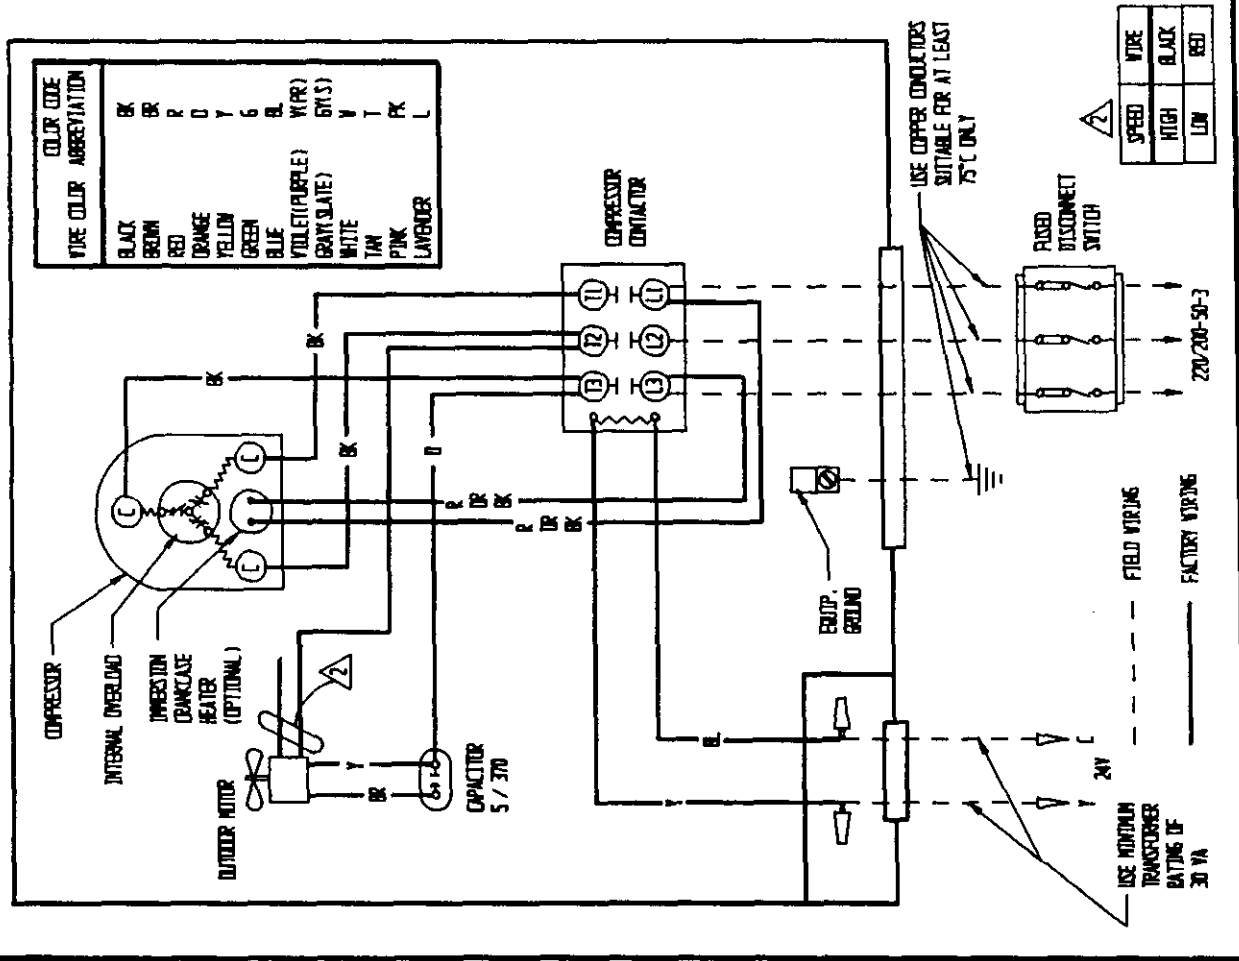 COLOR CODE
WIRE COLOR ABBREVIATION
BLACK BK
BROWN BR
RED R
ORANGE O
YELLOW Y
GREEN G
BLUE BL
VIOLET(PURPLE) V(PR)
GRAY(SLATE) GY(S)
WHITE W
TAN T
PINK PK
LAVENDER L
COMPRESSOR
INTERNAL OVERLOAD
IMMERSION
CRANKCASE
HEATER
(OPTIONAL)
C
C
C
BK
BK
BK
O
R OR BK
R OR BK
OUTDOOR MOTOR
2
Y
BR
CAPACITOR
5 / 370
COMPRESSOR
CONTACTOR
T1
T2
T3
L1
L2
L3
EQUIP.
GROUND
BL
Y
USE COPPER CONDUCTORS
SUITABLE FOR AT LEAST
75°C ONLY
FUSED
DISCONNECT
SWITCH
220/200-50-3
2
SPEED WIRE
HIGH BLACK
LOW RED
C
Y
24V
USE MINIMUM
TRANSFORMER
RATING OF
30 VA
FIELD WIRING
FACTORY WIRING